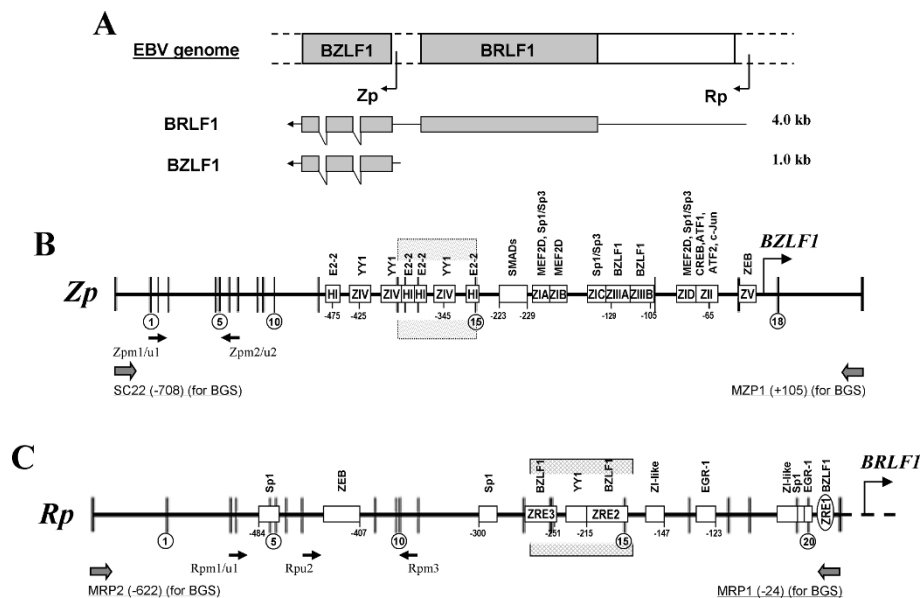 A
EBV genome
BZLF1
BRLF1
Zp
Rp
BRLF1
4.0 kb
BZLF1
1.0 kb
B
Zp
E2-2
YY1
YY1
E2-2
E2-2
YY1
E2-2
SMADs
MEF2D, Sp1/Sp3
MEF2D
Sp1/Sp3
BZLF1
BZLF1
MEF2D, Sp1/Sp3
CREB,ATF1,
ATF2, c-Jun
ZEB
BZLF1
HI
ZIV
ZIV
HI
HI
ZIV
HI
ZIA
ZIB
ZIC
ZIIIA
ZIIIB
ZID
ZII
ZV
-475
-425
-345
-223
-229
-129
-105
-65
1
5
10
15
18
Zpm1/u1
Zpm2/u2
SC22 (-708) (for BGS)
MZP1 (+105) (for BGS)
C
Rp
Sp1
ZEB
Sp1
BZLF1
YY1
BZLF1
ZI-like
EGR-1
ZI-like
Sp1
EGR-1
BZLF1
BRLF1
ZRE3
ZRE2
ZRE1
-484
-407
-300
-251
-215
-147
-123
1
5
10
15
20
Rpm1/u1
Rpu2
Rpm3
MRP2 (-622) (for BGS)
MRP1 (-24) (for BGS)